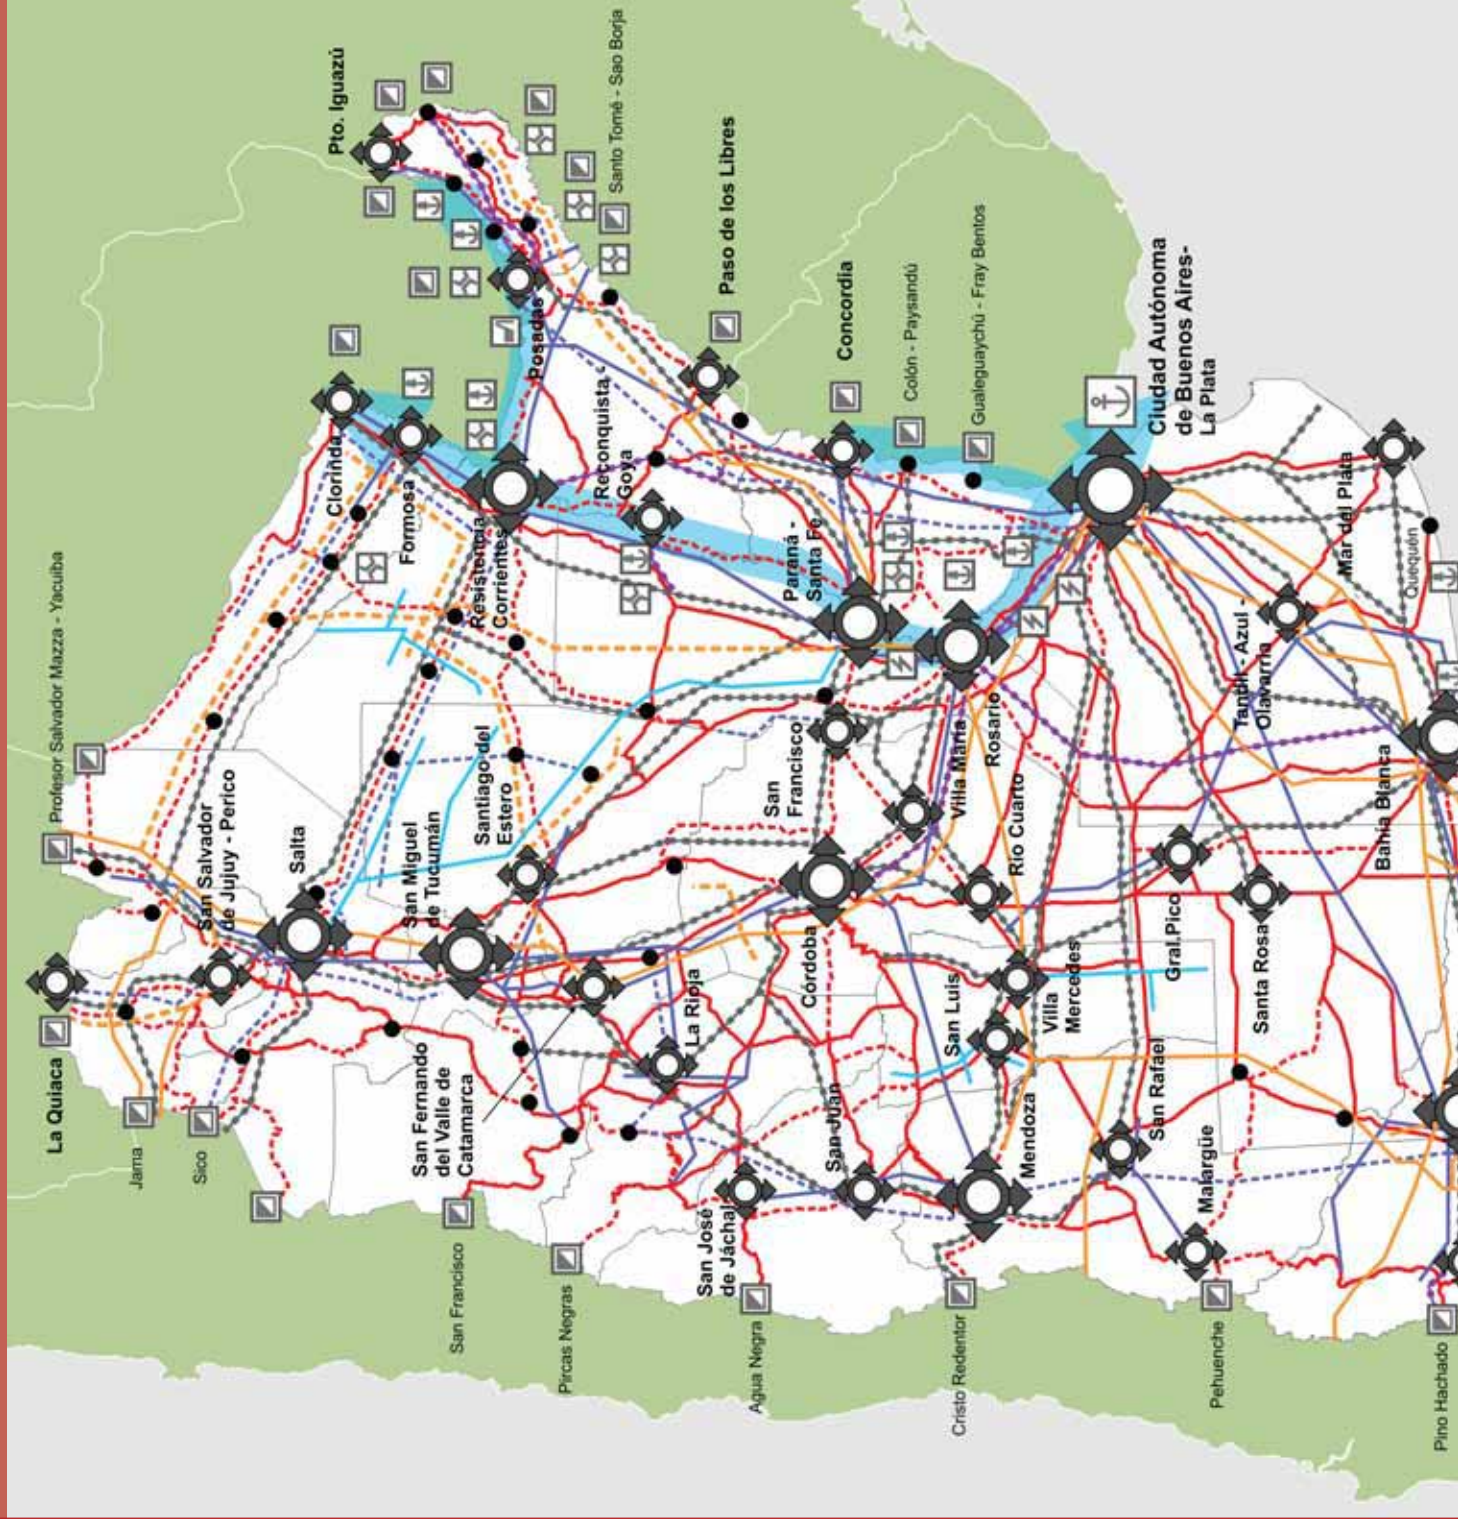 Pto. Iguazú
Santo Tomé - Sao Borja
Profesor Salvador Mazza - Yacuiba
Paso de los Libres
Clorinda
Posadas
Formosa
Reconquista -
Goya
Concordia
Colón - Paysandú
Gualeguaychú - Fray Bentos
Resistencia
Corrientes
Paraná -
Santa Fe
Ciudad Autónoma
de Buenos Aires-
La Plata
San Salvador
de Jujuy - Perico
Salta
San Miguel
de Tucumán
Santiago del
Estero
San
Francisco
Villa María
Rosario
Río Cuarto
Mar del Plata
Quequén
Tandil - Azul -
Olavarría
Bahía Blanca
La Quiaca
Jama
Sico
San Fernando
del Valle de
Catamarca
La Rioja
Córdoba
San Luis
Villa
Mercedes
Gral.Pico
Santa Rosa
San Francisco
Pircas Negras
San José
de Jáchal
San Juan
Mendoza
San Rafael
Malargüe
Agua Negra
Cristo Redentor
Pehuenche
Pino Hachado